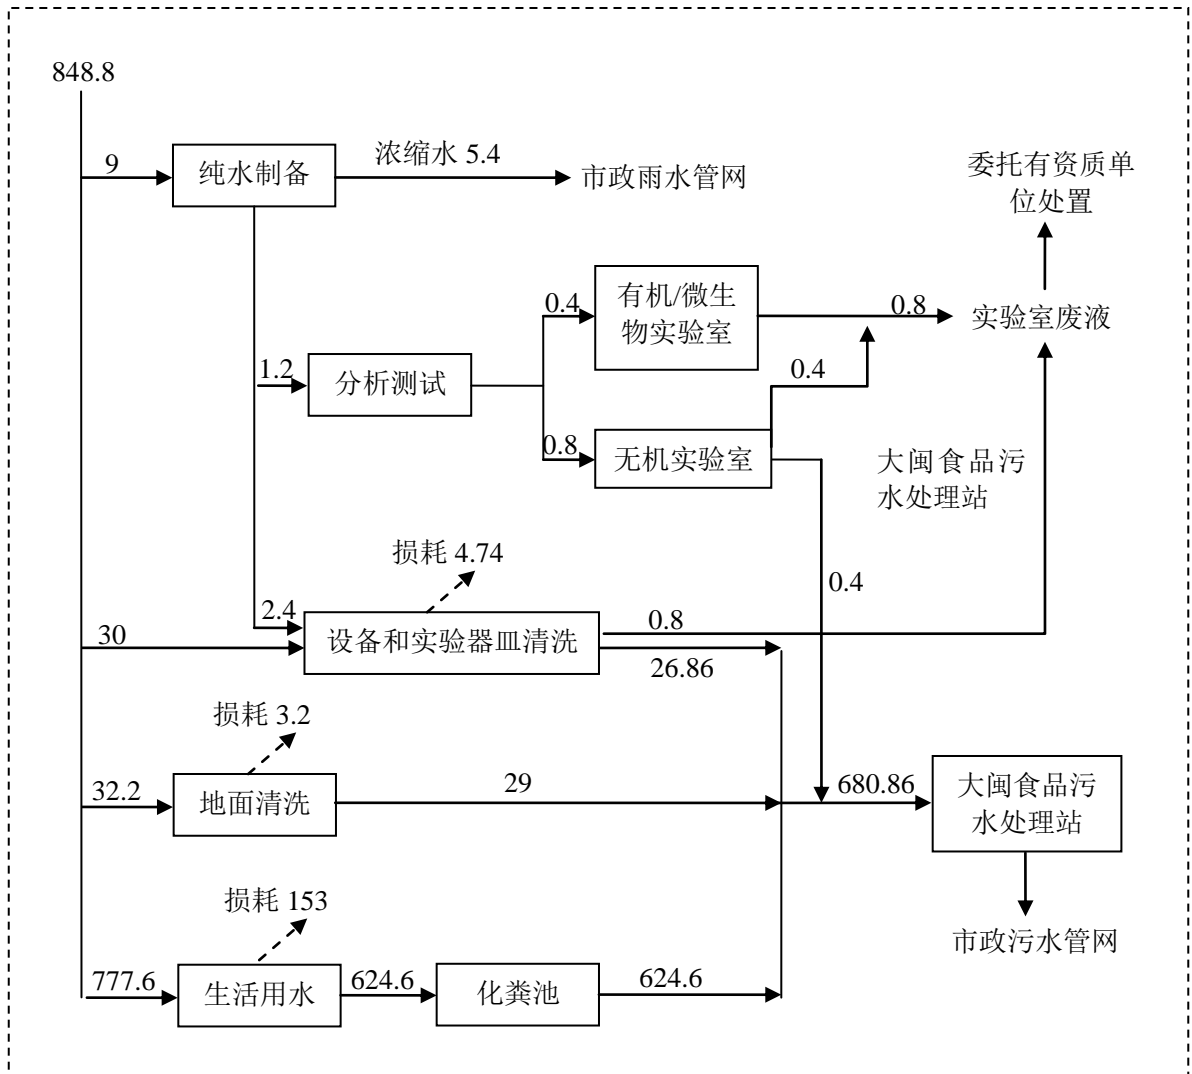 848.8
9
纯水制备
浓缩水 5.4
市政雨水管网
委托有资质单
位处置
0.4
有机/微生
物实验室
0.8
实验室废液
1.2
分析测试
0.4
0.8
无机实验室
大闽食品污
水处理站
损耗 4.74
0.4
2.4
30
设备和实验器皿清洗
0.8
26.86
损耗 3.2
32.2
地面清洗
29
680.86
大闽食品污
水处理站
损耗 153
市政污水管网
777.6
生活用水
624.6
化粪池
624.6